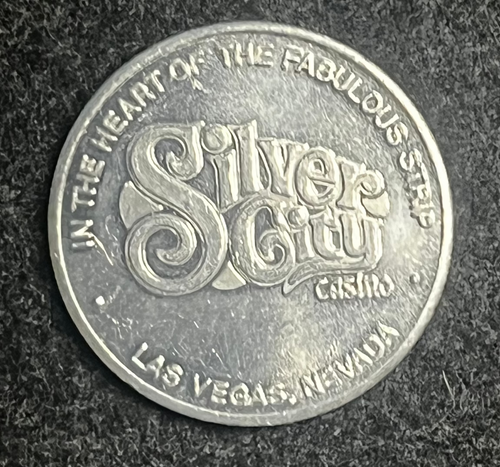 IN THE HEART OF THE FABULOUS STRIP
Silver
City
casino
LAS VEGAS, NEVADA